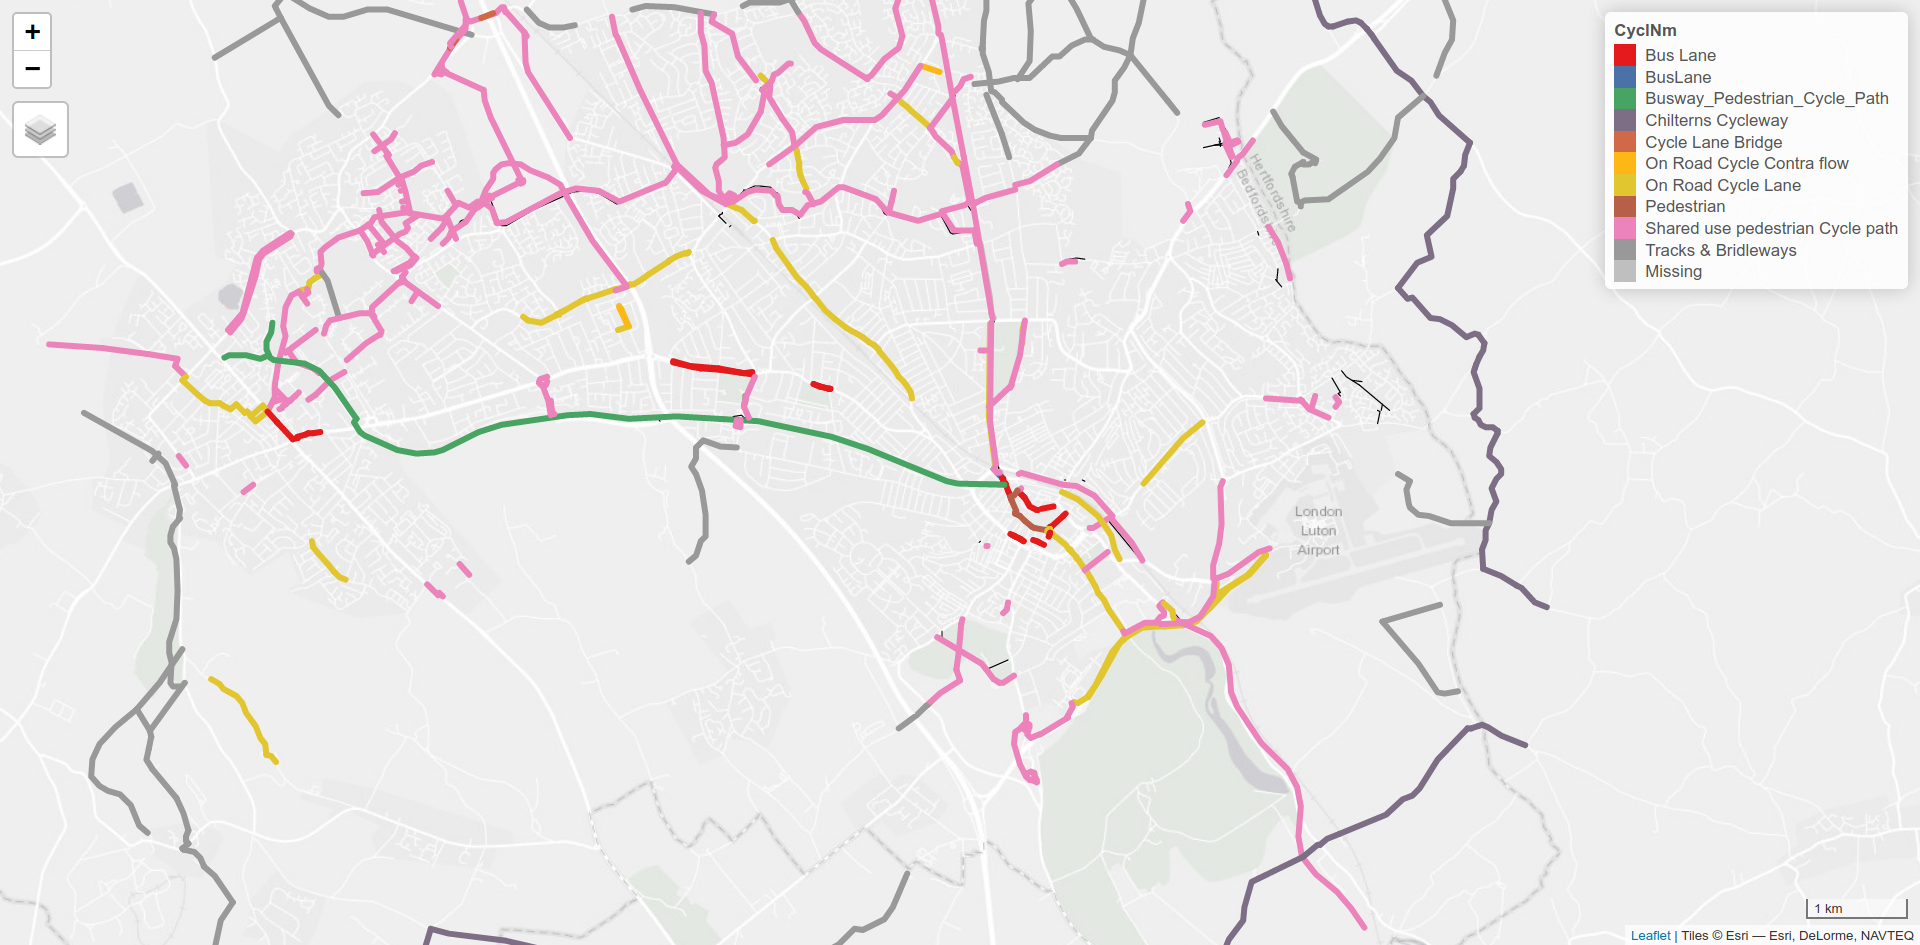 +
−
CyclNm
Bus Lane
BusLane
Busway_Pedestrian_Cycle_Path
Chilterns Cycleway
Cycle Lane Bridge
On Road Cycle Contra flow
On Road Cycle Lane
Pedestrian
Shared use pedestrian Cycle path
Tracks & Bridleways
Missing
Hertfordshire
London
Luton
Airport
1 km
Leaflet | Tiles © Esri — Esri, DeLorme, NAVTEQ